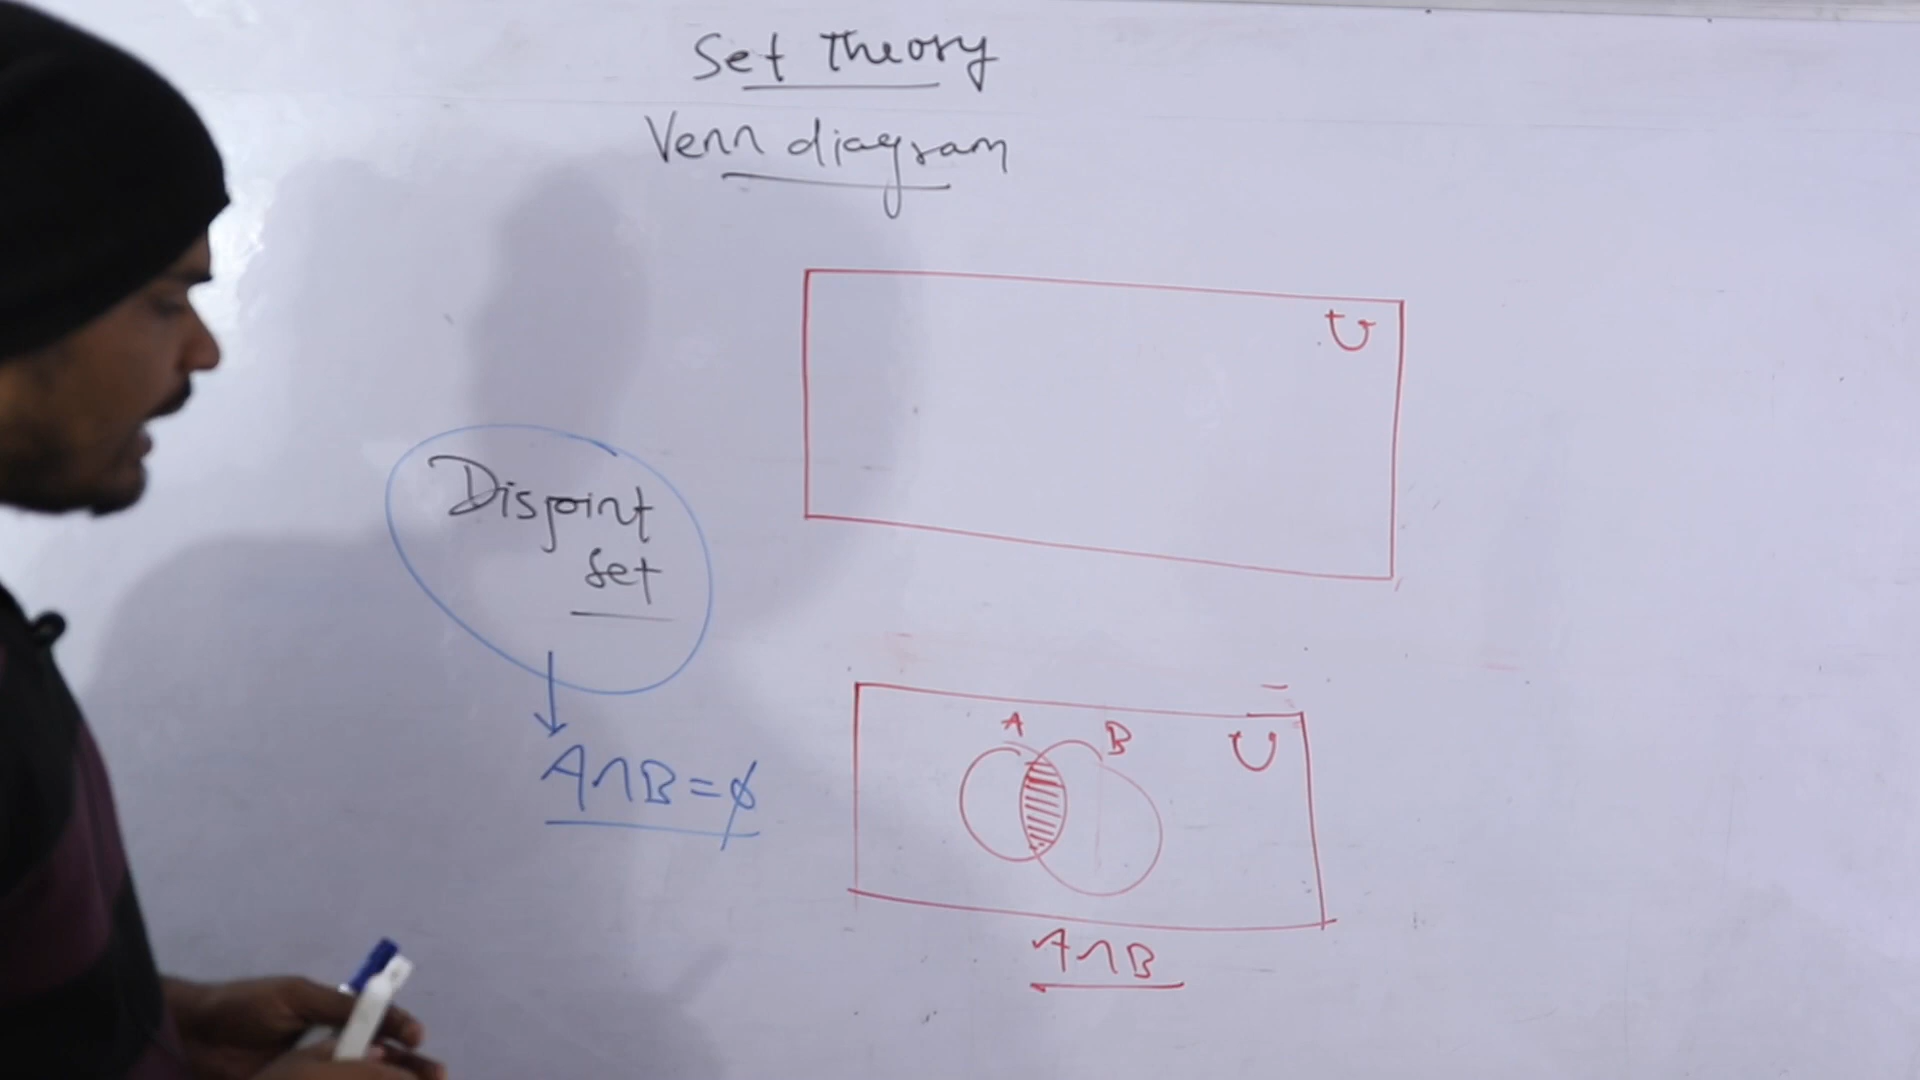 Set Theory
Venn diagram
U
Disjoint
set
A∩B=ϕ
A B U
A∩B